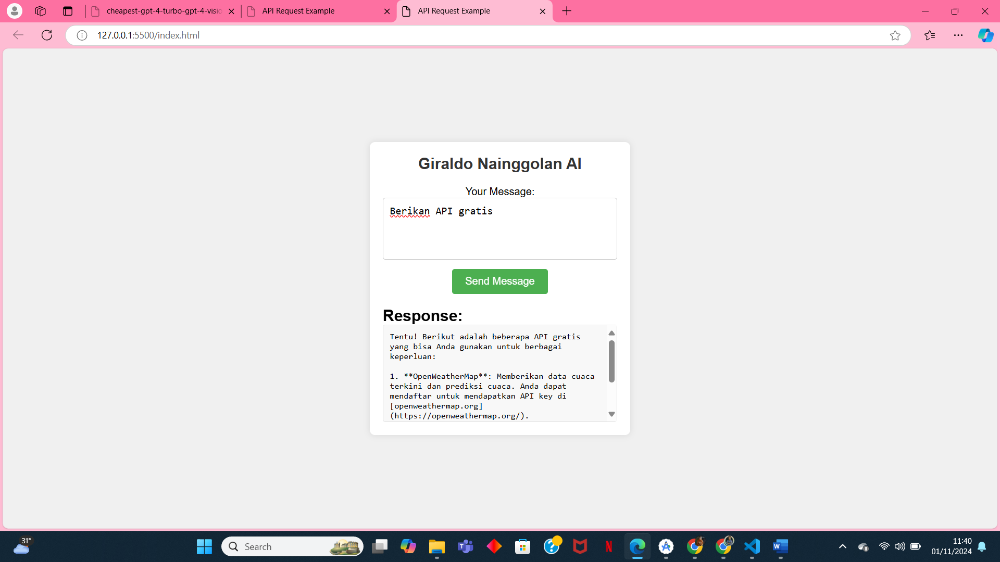 cheapest-gpt-4-turbo-gpt-4-visio
API Request Example
API Request Example
127.0.0.1:5500/index.html
Giraldo Nainggolan AI
Your Message:
Berikan API gratis
Send Message
Response:
Tentu! Berikut adalah beberapa API gratis
yang bisa Anda gunakan untuk berbagai
keperluan:
1. **OpenWeatherMap**: Memberikan data cuaca
terkini dan prediksi cuaca. Anda dapat
mendaftar untuk mendapatkan API key di
[openweathermap.org]
(https://openweathermap.org/).
31°
Search
11:40
01/11/2024